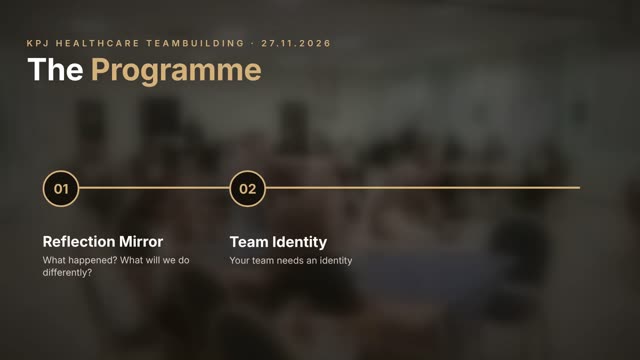 KPJ HEALTHCARE TEAMBUILDING · 27.11.2026
The Programme
01
02
Reflection Mirror
What happened? What will we do
differently?
Team Identity
Your team needs an identity